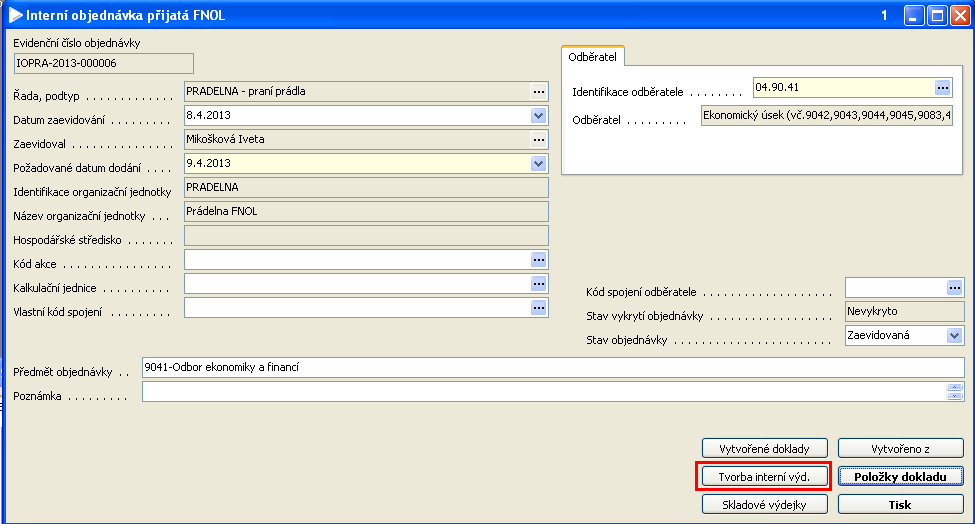 Interní objednávka přijatá FNOL 1
Evidenční číslo objednávky
IOPRA-2013-000006
Řada, podtyp . . . . . . . . . . . . . PRADELNA - praní prádla ...
Datum zaevidování . . . . . . . . . 8.4.2013
Zaevidoval . . . . . . . . . . . . . . . . Mikošková Iveta ...
Požadované datum dodání . . . . 9.4.2013
Identifikace organizační jednotky PRADELNA
Název organizační jednotky . . . Prádelna FNOL
Hospodářské středisko . . . . . . .
Kód akce . . . . . . . . . . . . . . . . . ...
Kalkulační jednice . . . . . . . . . . ...
Vlastní kód spojení . . . . . . . . . ...
Odběratel
Identifikace odběratele . . . . . . . . 04.90.41 ...
Odběratel . . . . . . . . . Ekonomický úsek (vč.9042,9043,9044,9045,9083,4
Kód spojení odběratele . . . . . . . . . . . . . . . . . . . . ...
Stav vykrytí objednávky . . . . . . . . . . . . . . . . . . . Nevykryto
Stav objednávky . . . . . . . . . . . . . . . . . . . . . . . . Zaevidovaná
Předmět objednávky . . 9041-Odbor ekonomiky a financí
Poznámka . . . . . . . . .
Vytvořené doklady Vytvořeno z
Tvorba interní výd. Položky dokladu
Skladové výdejky Tisk